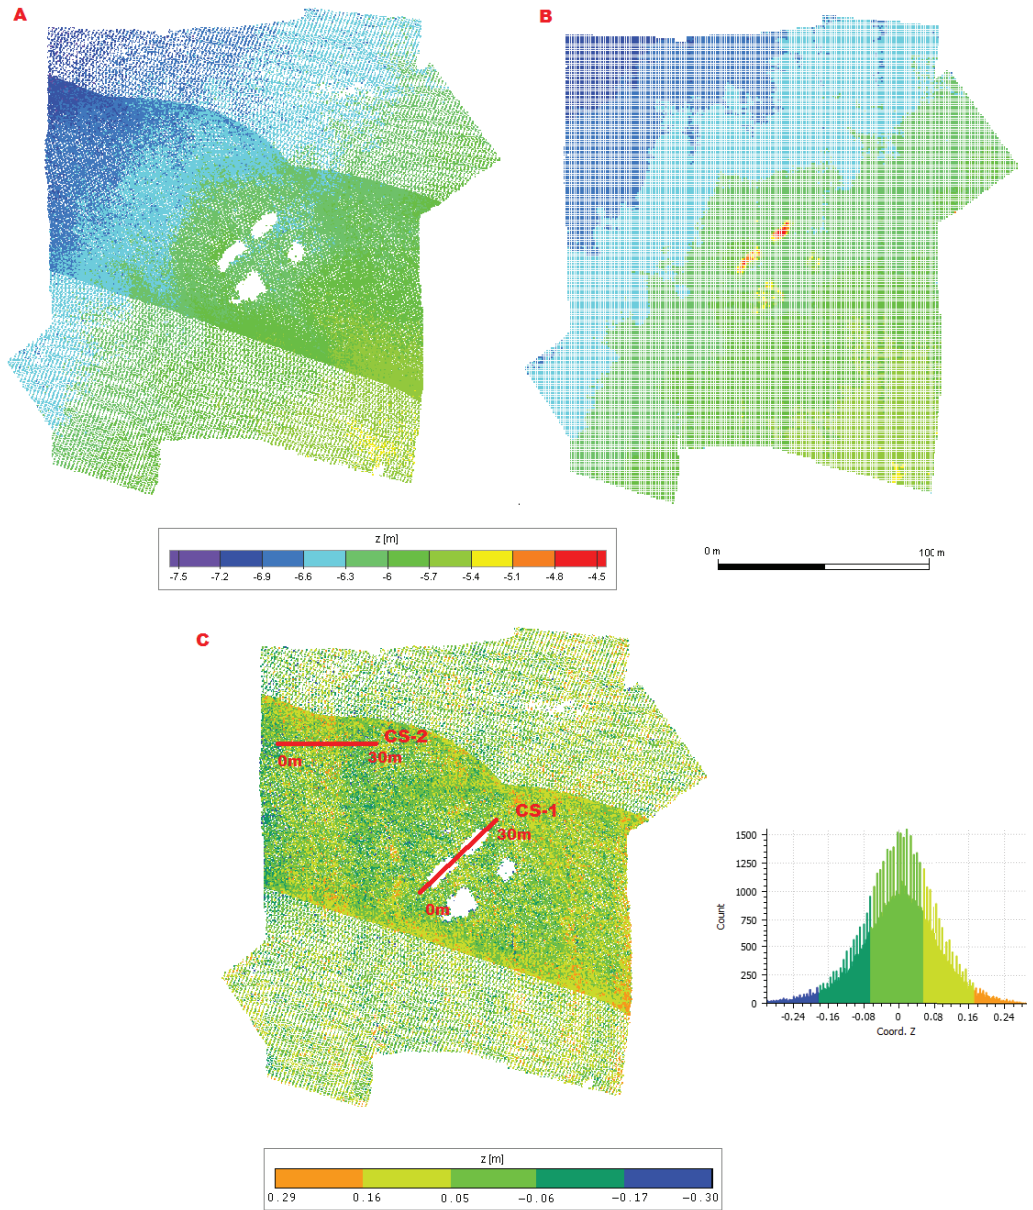 A
B
z [m]
-7.5 -7.2 -6.9 -6.6 -6.3 -6 -5.7 -5.4 -5.1 -4.8 -4.5
0 m 100 m
C
CS-2
0m 30m
CS-1
30m
0m
1500
1250
1000
750
500
250
0
Count
-0.24 -0.16 -0.08 0 0.08 0.16 0.24
Coord. Z
z [m]
0.29 0.16 0.05 -0.06 -0.17 -0.30